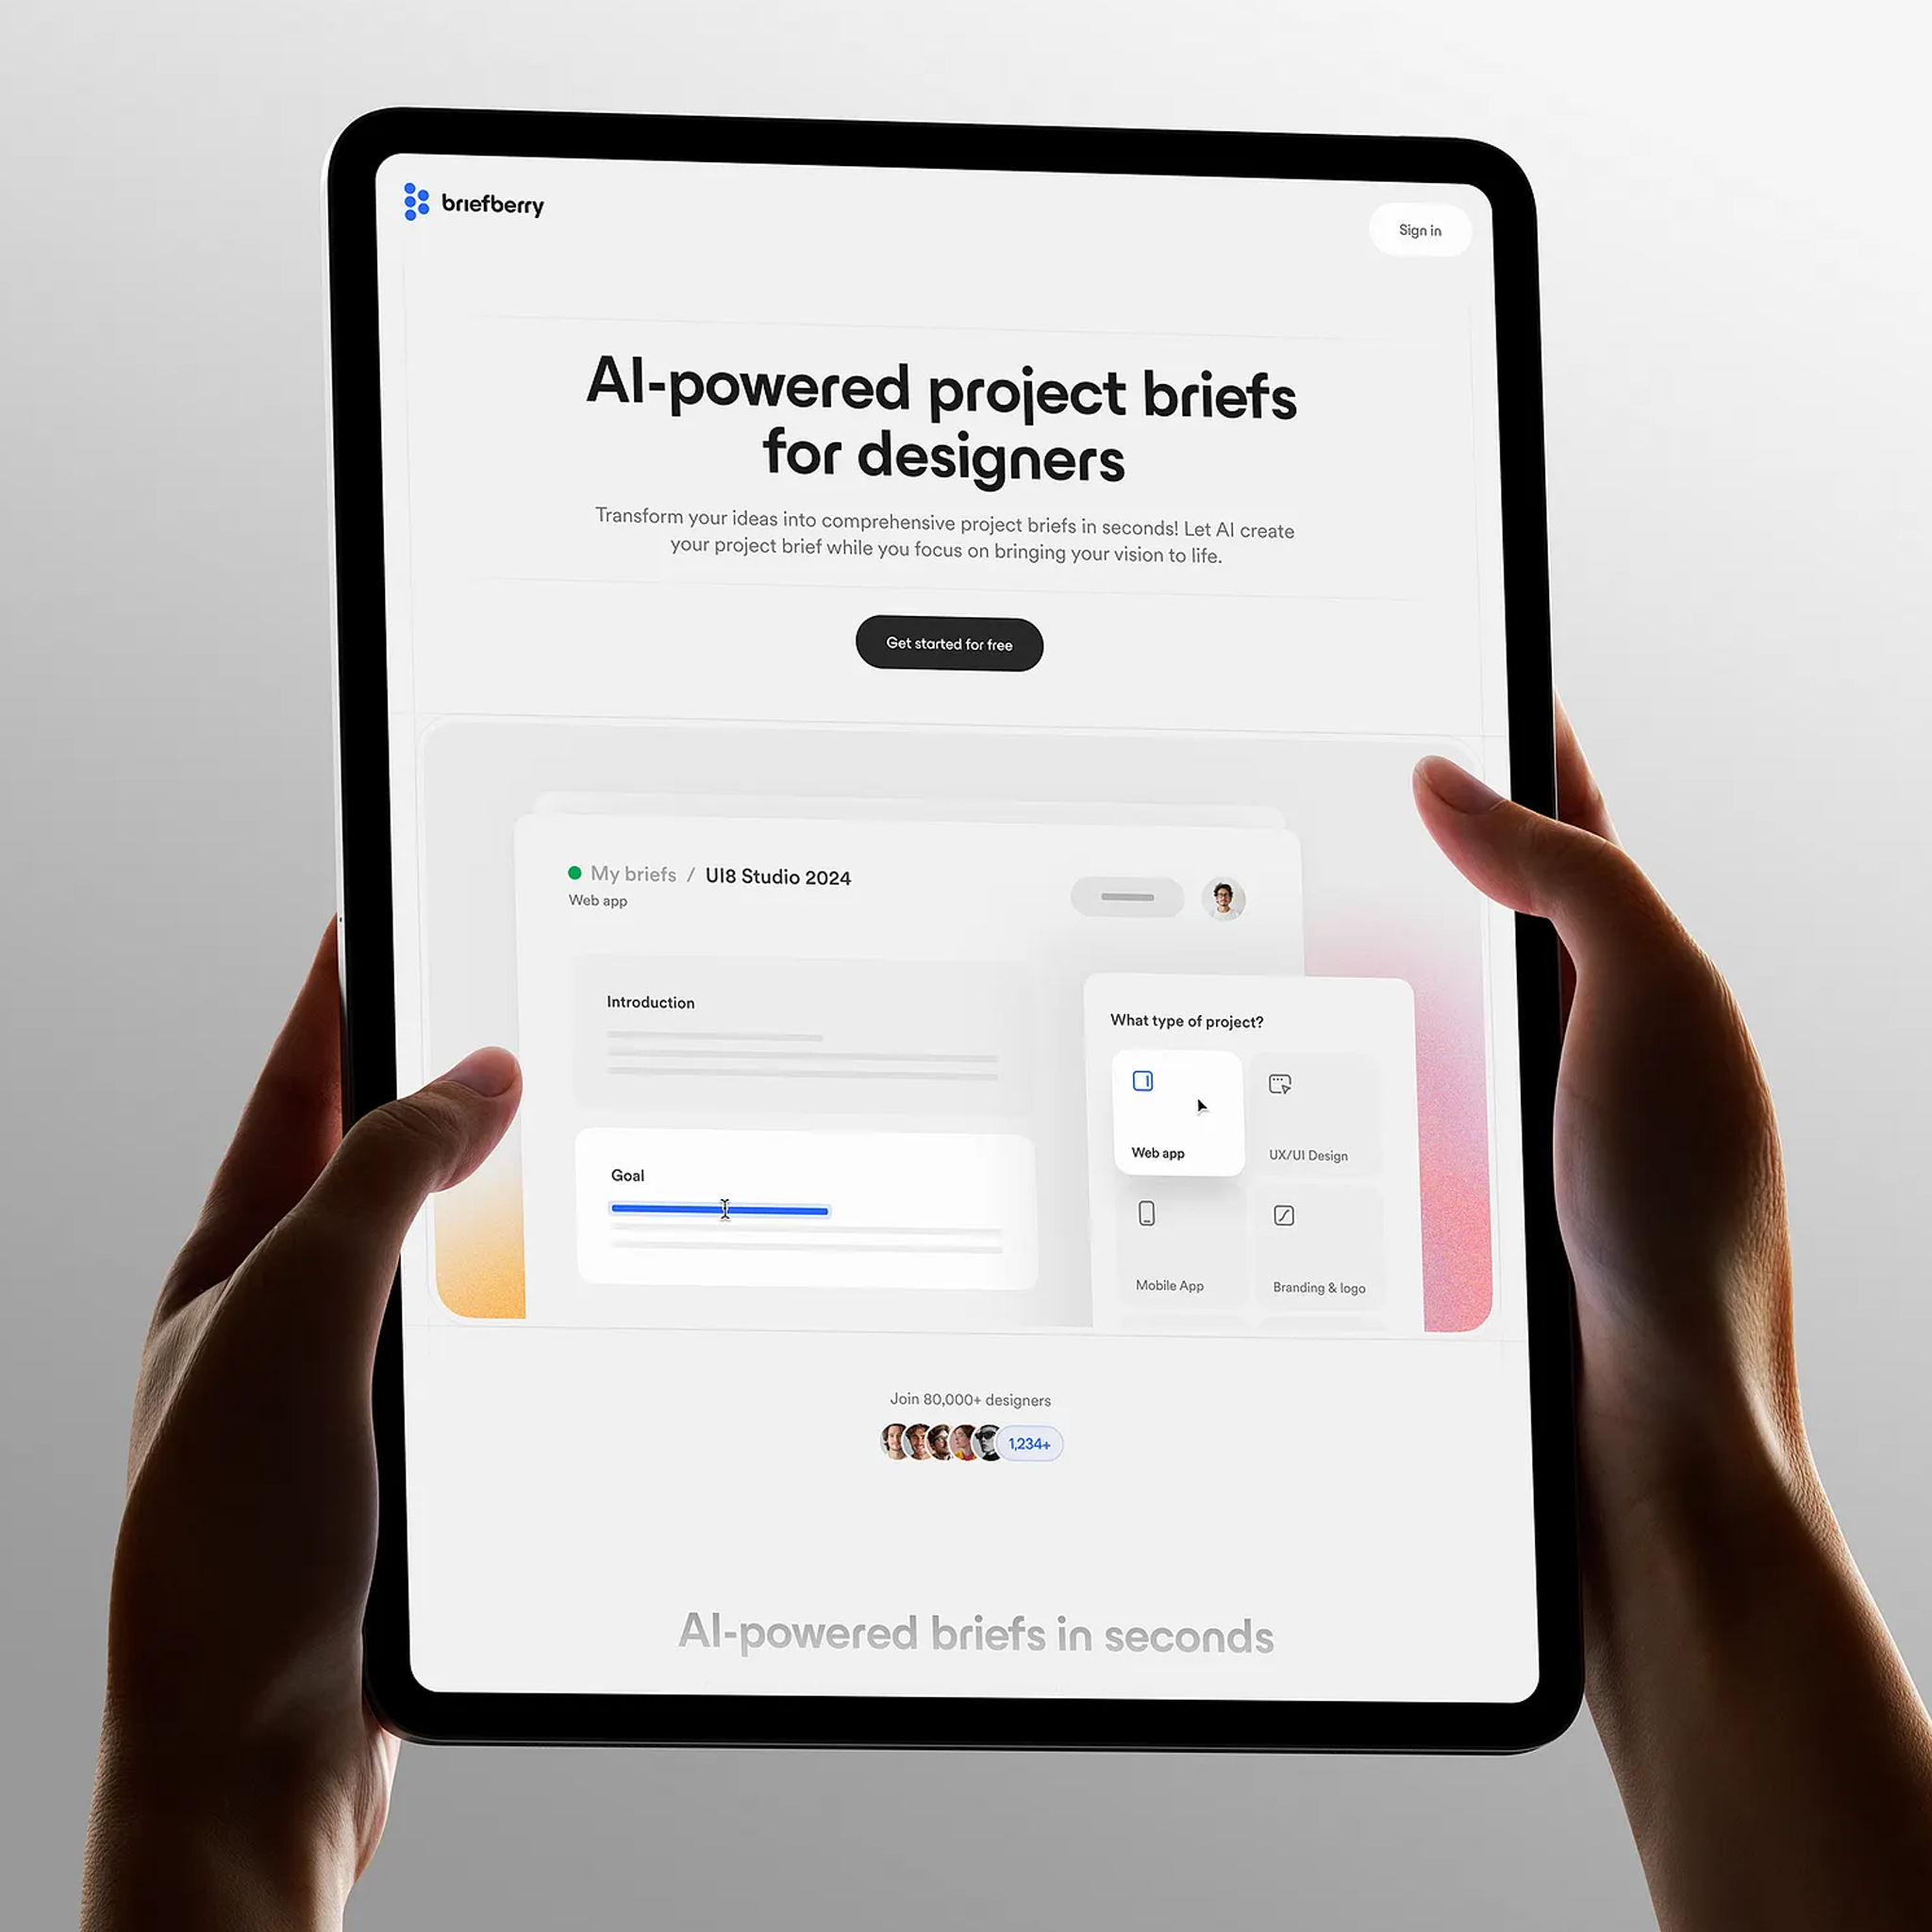 briefberry
Sign in
AI-powered project briefs
for designers
Transform your ideas into comprehensive project briefs in seconds! Let AI create
your project brief while you focus on bringing your vision to life.
Get started for free
My briefs / UI8 Studio 2024
Web app
Introduction
Goal
What type of project?
Web app
UX/UI Design
Mobile App
Branding & logo
Join 80,000+ designers
1,234+
AI-powered briefs in seconds